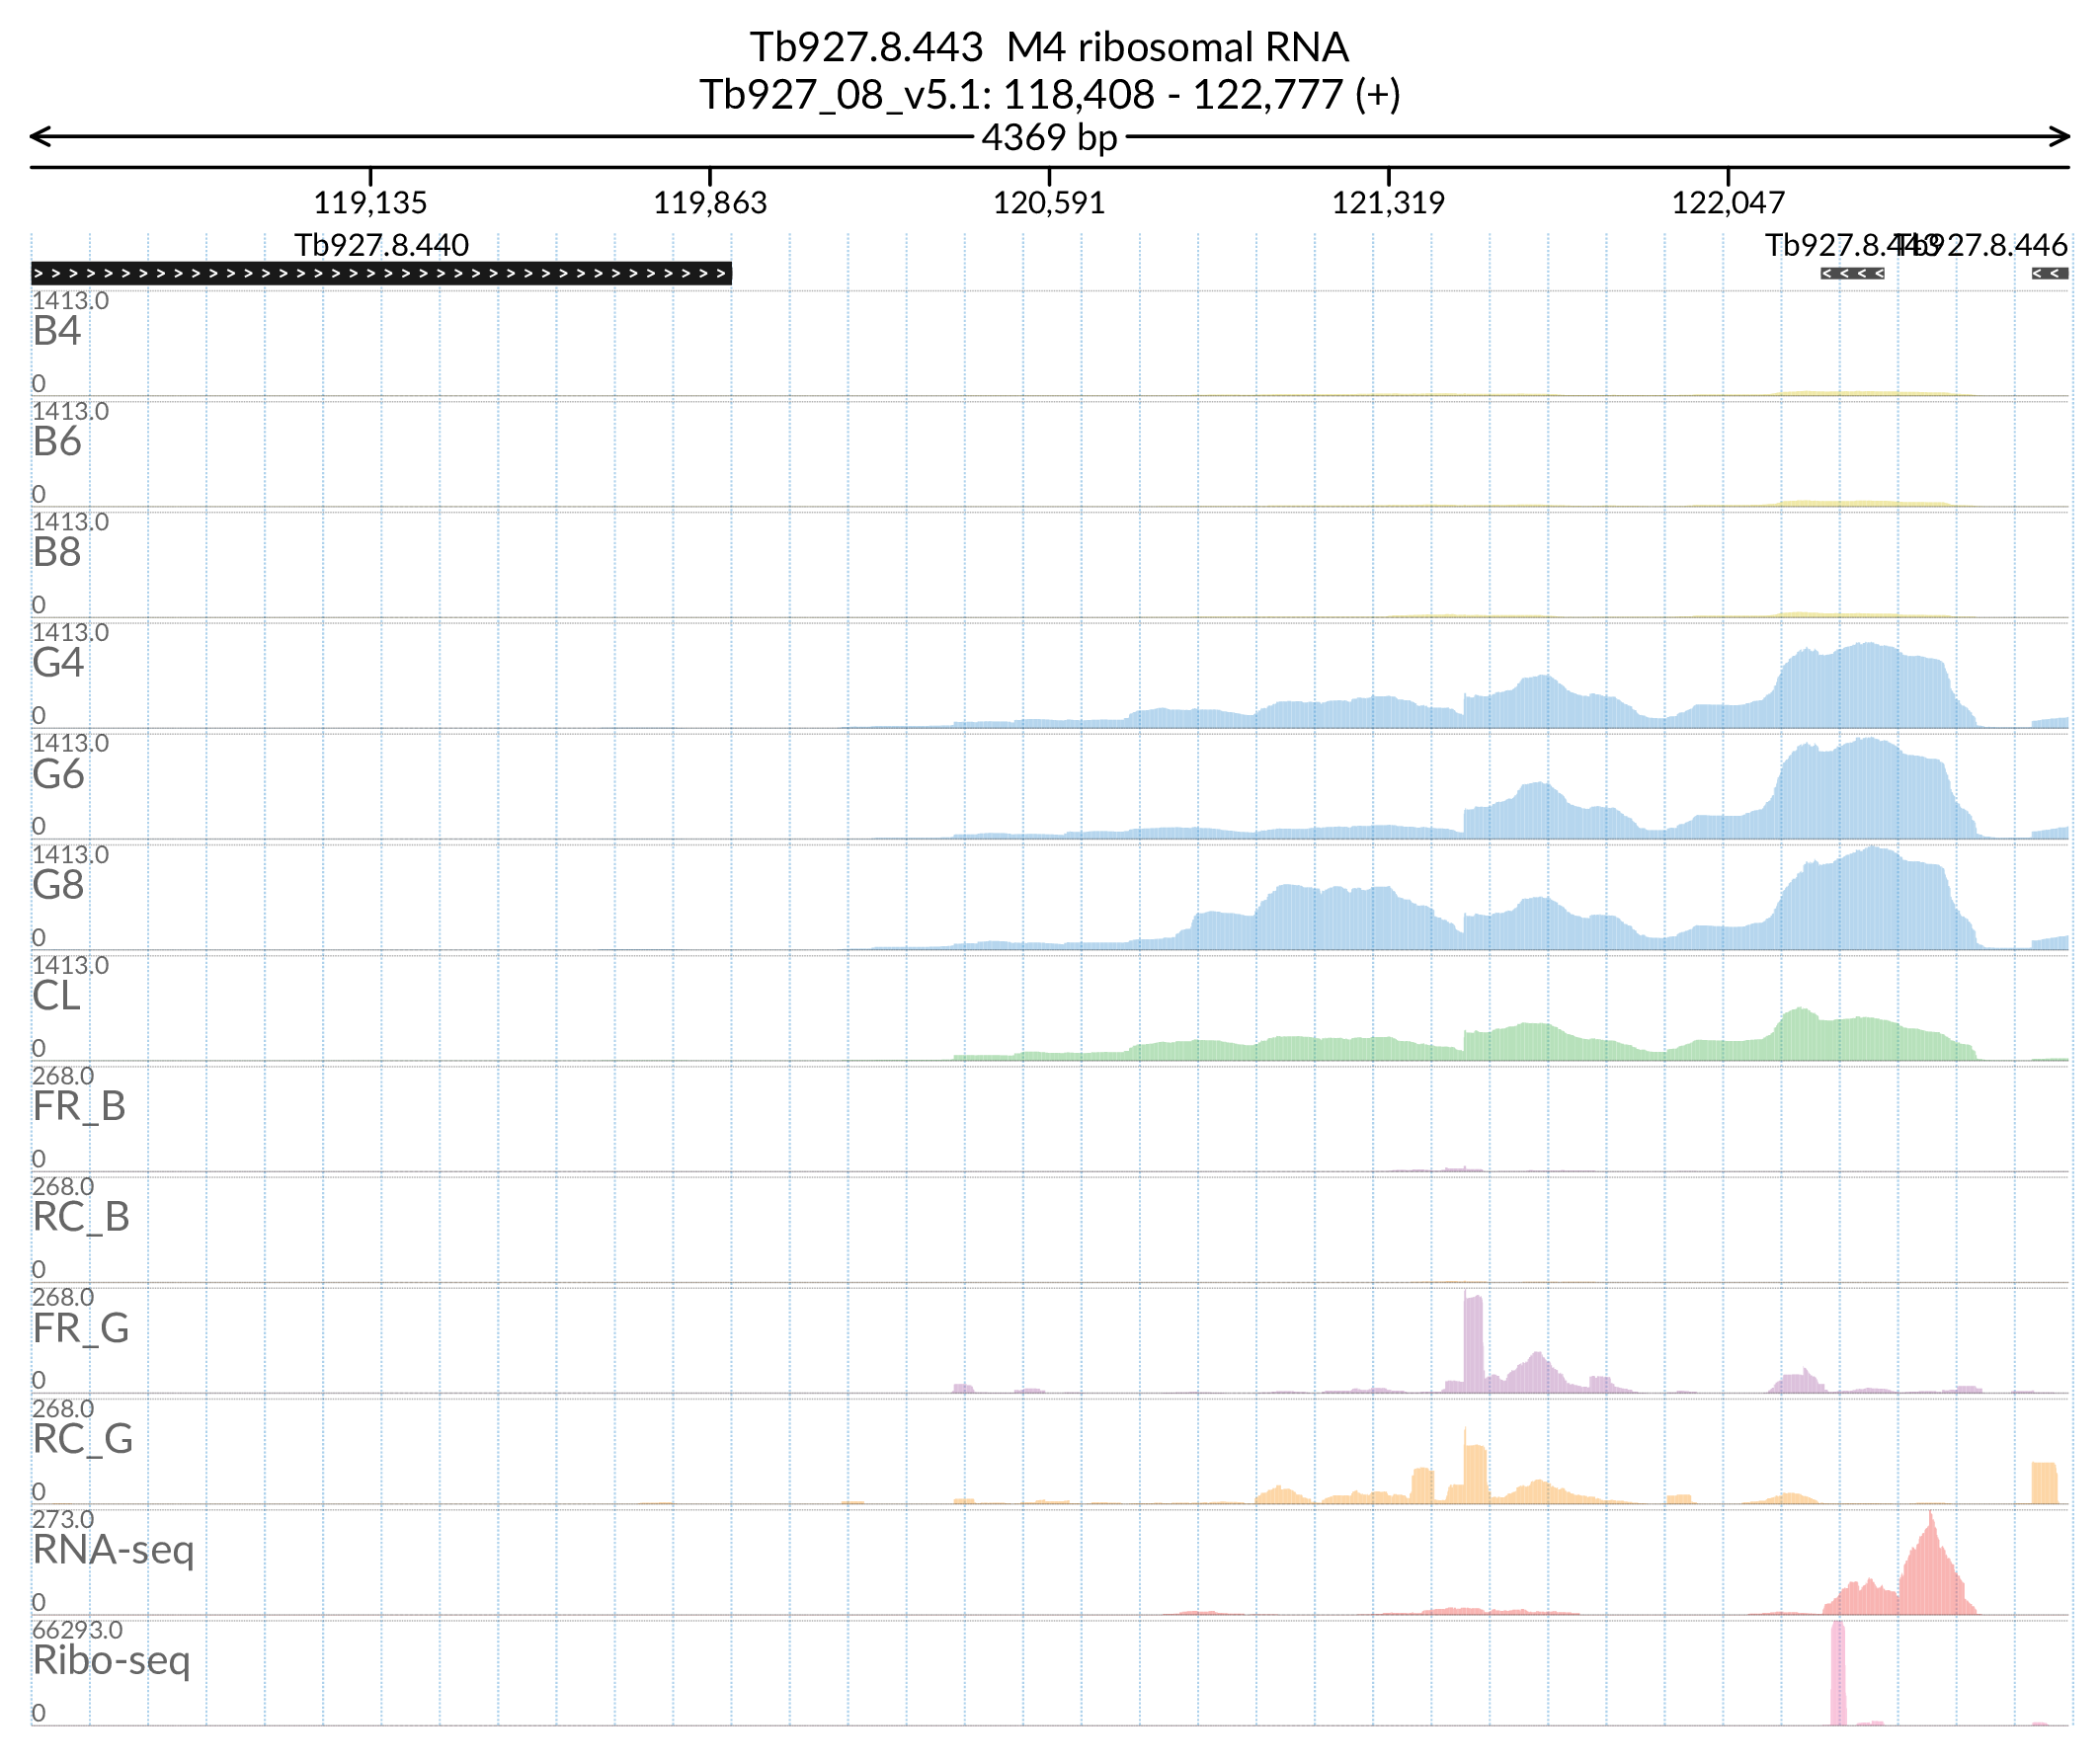 Tb927.8.443 M4 ribosomal RNA
Tb927_08_v5.1: 118,408 - 122,777 (+)
4369 bp
119,135 119,863 120,591 121,319 122,047
Tb927.8.440 Tb927.8.443 Tb927.8.446
1413.0
B4
0
1413.0
B6
0
1413.0
B8
0
1413.0
G4
0
1413.0
G6
0
1413.0
G8
0
1413.0
CL
0
268.0
FR_B
0
268.0
RC_B
0
268.0
FR_G
0
268.0
RC_G
0
273.0
RNA-seq
0
66293.0
Ribo-seq
0